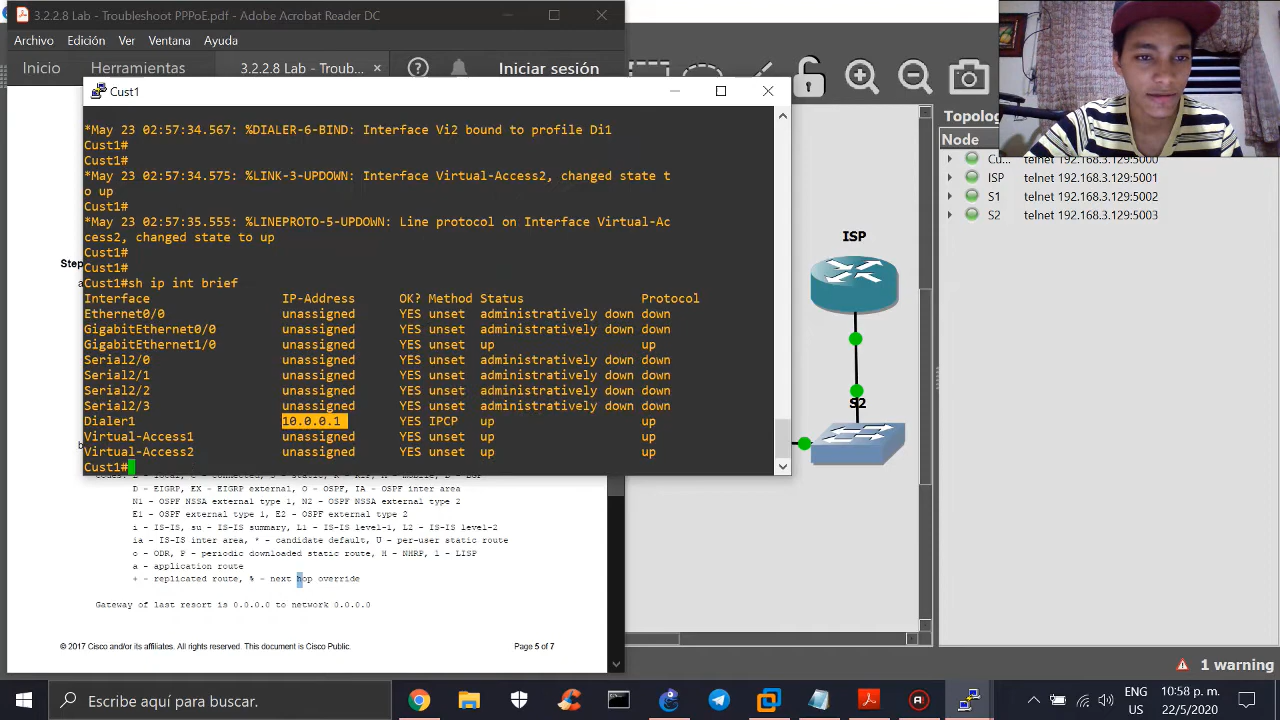 3.2.2.8 Lab - Troubleshoot PPPoE.pdf - Adobe Acrobat Reader DC
Archivo Edición Ver Ventana Ayuda
Inicio Herramientas 3.2.2.8 Lab - Troub... × ? Iniciar sesión
Cust1
*May 23 02:57:34.567: %DIALER-6-BIND: Interface Vi2 bound to profile Di1
Cust1#
Cust1#
*May 23 02:57:34.575: %LINK-3-UPDOWN: Interface Virtual-Access2, changed state t
o up
Cust1#
*May 23 02:57:35.555: %LINEPROTO-5-UPDOWN: Line protocol on Interface Virtual-Ac
cess2, changed state to up
Cust1#
Cust1#
Cust1#sh ip int brief
Interface IP-Address OK? Method Status Protocol
Ethernet0/0 unassigned YES unset administratively down down
GigabitEthernet0/0 unassigned YES unset administratively down down
GigabitEthernet1/0 unassigned YES unset up up
Serial2/0 unassigned YES unset administratively down down
Serial2/1 unassigned YES unset administratively down down
Serial2/2 unassigned YES unset administratively down down
Serial2/3 unassigned YES unset administratively down down
Dialer1 10.0.0.1 YES IPCP up up
Virtual-Access1 unassigned YES unset up up
Virtual-Access2 unassigned YES unset up up
Cust1#
Step
D - EIGRP, EX - EIGRP external, O - OSPF, IA - OSPF inter area
N1 - OSPF NSSA external type 1, N2 - OSPF NSSA external type 2
E1 - OSPF external type 1, E2 - OSPF external type 2
i - IS-IS, su - IS-IS summary, L1 - IS-IS level-1, L2 - IS-IS level-2
ia - IS-IS inter area, * - candidate default, U - per-user static route
o - ODR, P - periodic downloaded static route, H - NHRP, l - LISP
a - application route
+ - replicated route, % - next hop override
Gateway of last resort is 0.0.0.0 to network 0.0.0.0
© 2017 Cisco and/or its affiliates. All rights reserved. This document is Cisco Public. Page 5 of 7
ISP
S2
Topolog
Node
Cu telnet 192.168.3.129:5000
ISP telnet 192.168.3.129:5001
S1 telnet 192.168.3.129:5002
S2 telnet 192.168.3.129:5003
1 warning
Escribe aquí para buscar.
ENG
US
10:58 p. m.
22/5/2020